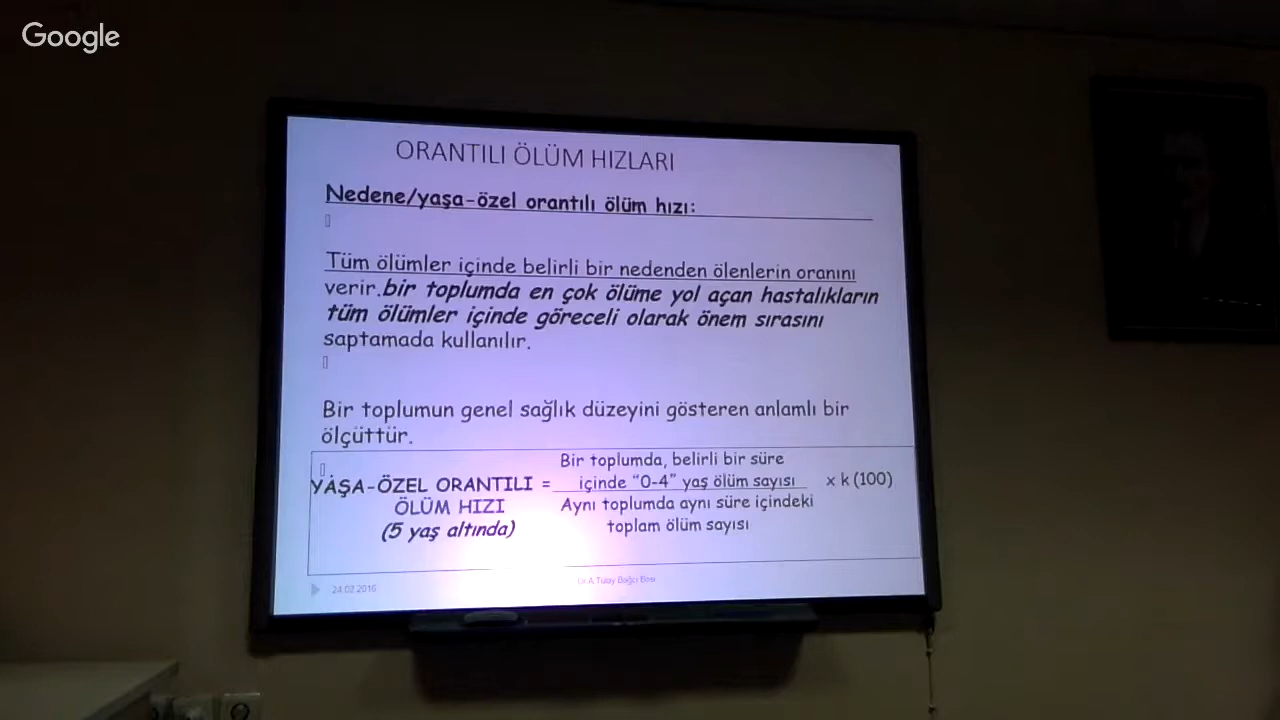 Google
ORANTILI ÖLÜM HIZLARI
Nedene/yaşa-özel orantılı ölüm hızı:
Tüm ölümler içinde belirli bir nedenden ölenlerin oranını
verir.bir toplumda en çok ölüme yol açan hastalıkların
tüm ölümler içinde göreceli olarak önem sırasını
saptamada kullanılır.
Bir toplumun genel sağlık düzeyini gösteren anlamlı bir
ölçüttür.
Bir toplumda, belirli bir süre
YAŞA-ÖZEL ORANTILI = içinde “0-4” yaş ölüm sayısı x k (100)
ÖLÜM HIZI Aynı toplumda aynı süre içindeki
(5 yaş altında) toplam ölüm sayısı
24.02.2016 Tülay Bağcı